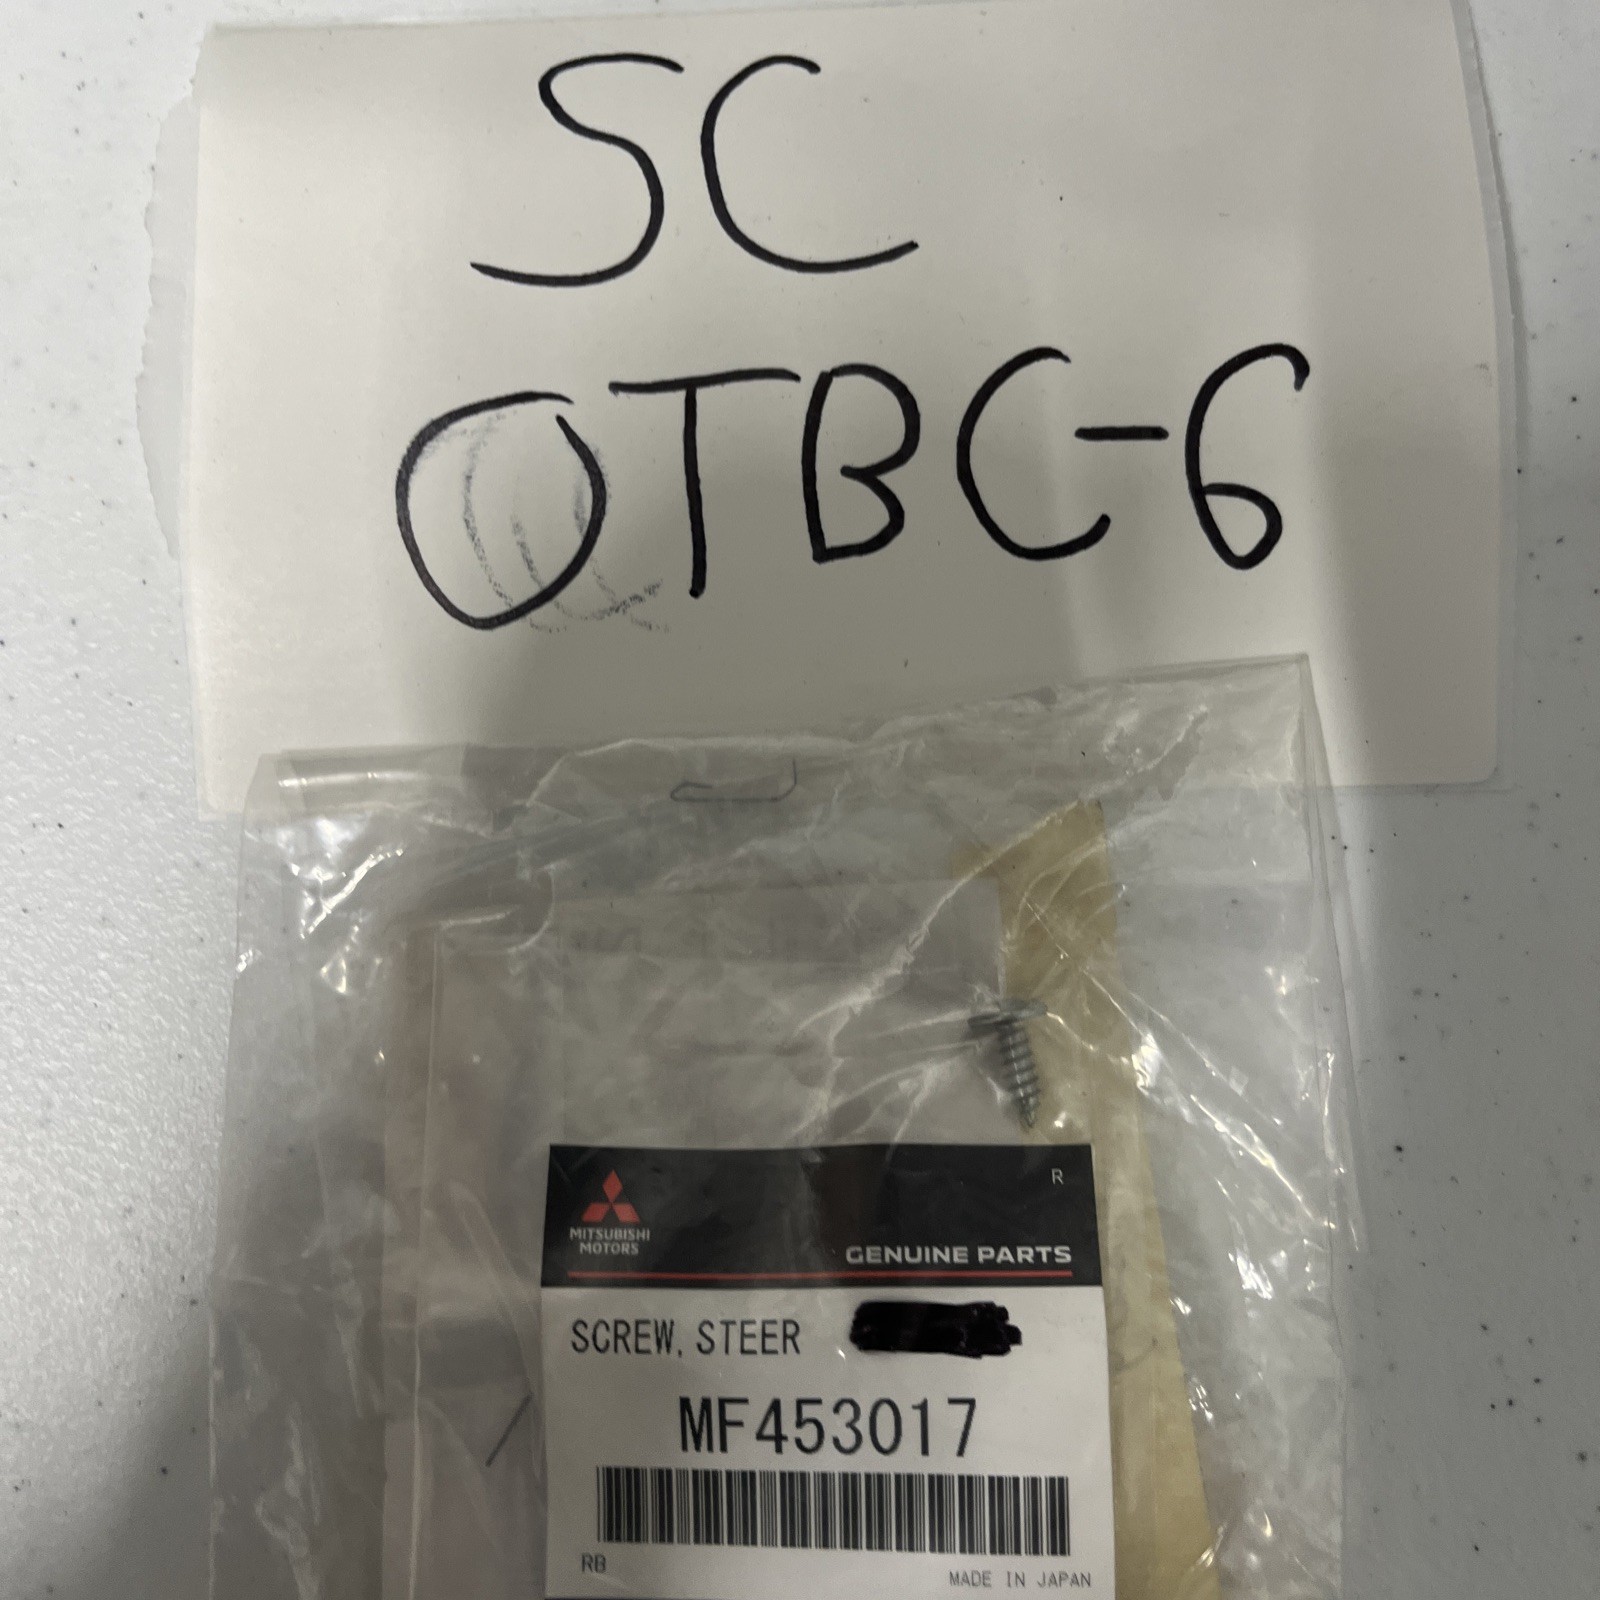 SC
OTBC-6
R
MITSUBISHI
MOTORS
GENUINE PARTS
SCREW, STEER
MF453017
RB
MADE IN JAPAN